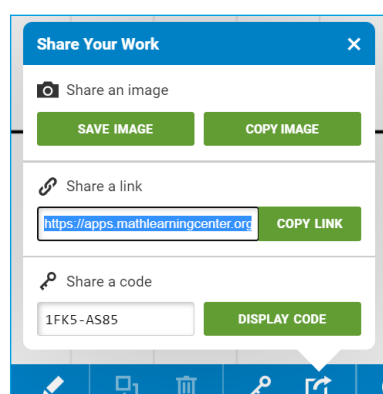 Share Your Work
Share an image
SAVE IMAGE
COPY IMAGE
Share a link
https://apps.mathlearningcenter.org
COPY LINK
Share a code
1FK5-AS85
DISPLAY CODE